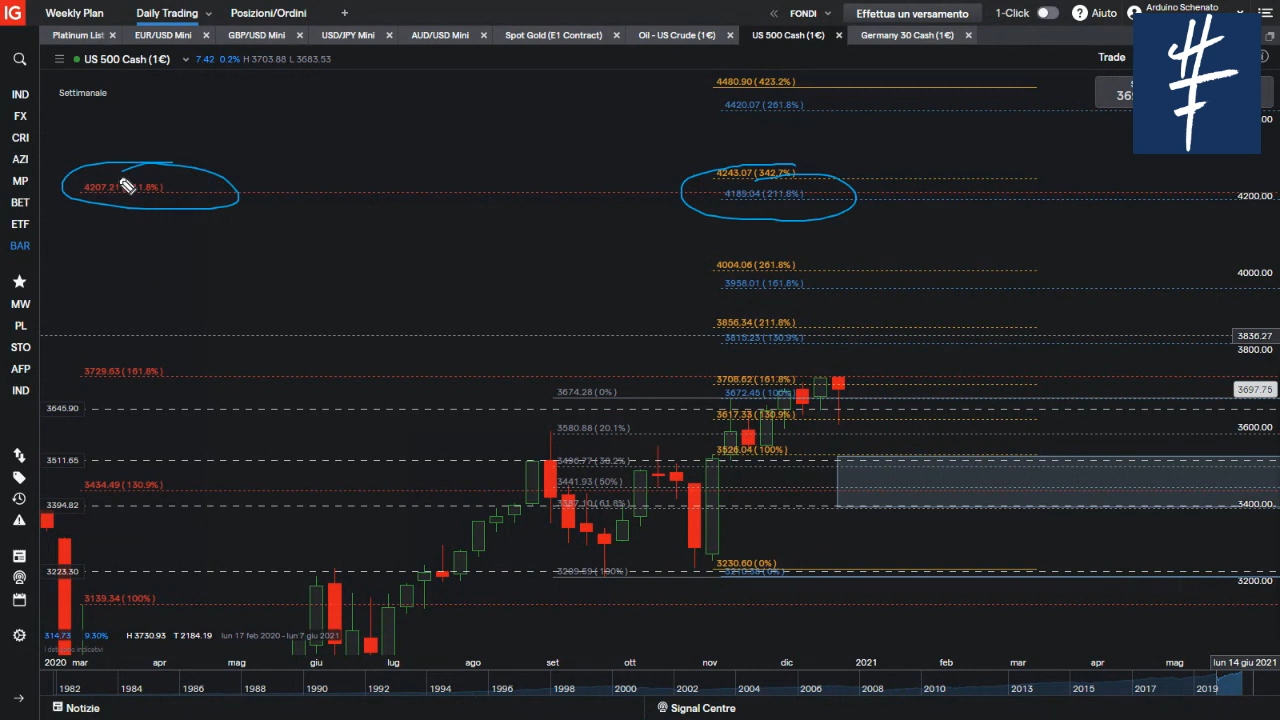 IG
Weekly Plan
Daily Trading
Posizioni/Ordini
+
FONDI
Effettua un versamento
1-Click
Aiuto
Arduino Schenato
Platinum List
EUR/USD Mini
GBP/USD Mini
USD/JPY Mini
AUD/USD Mini
Spot Gold (E1 Contract)
Oil - US Crude (1€)
US 500 Cash (1€)
Germany 30 Cash (1€)
US 500 Cash (1€)
7.42 0.2% H 3703.88 L 3683.53
Trade
Settimanale
IND
FX
CRI
AZI
MP
BET
ETF
BAR
MW
PL
STO
AFP
IND
4480.90 ( 423.2% )
4420.07 (261.8% )
4243.07 ( 342.7% )
4189.04 ( 211.8% )
4200.00
4004.06 ( 261.8% )
4000.00
3958.01 (161.8% )
3856.34 ( 211.8% )
3836.27
3815.23 ( 130.9% )
3800.00
3729.63 ( 161.8% )
3708.62 ( 161.8% )
3697.75
3674.28 ( 0% )
3672.45 ( 100% )
3645.90
3617.33 ( 130.9% )
3600.00
3580.88 ( 20.1% )
3526.04 ( 100% )
3511.65
3441.93 ( 50% )
3434.49 ( 130.9% )
3394.82
3400.00
3230.60 ( 0% )
3223.30
3200.00
3139.34 ( 100% )
314.73 9.30% H 3730.93 T 2184.19 lun 17 feb 2020 - lun 7 giu 2021
I dati sono indicativi
2020 mar apr mag giu lug ago set ott nov dic 2021 feb mar apr mag lun 14 giu 2021
1982 1984 1986 1988 1990 1992 1994 1996 1998 2000 2002 2004 2006 2008 2010 2013 2015 2017 2019
Notizie
Signal Centre